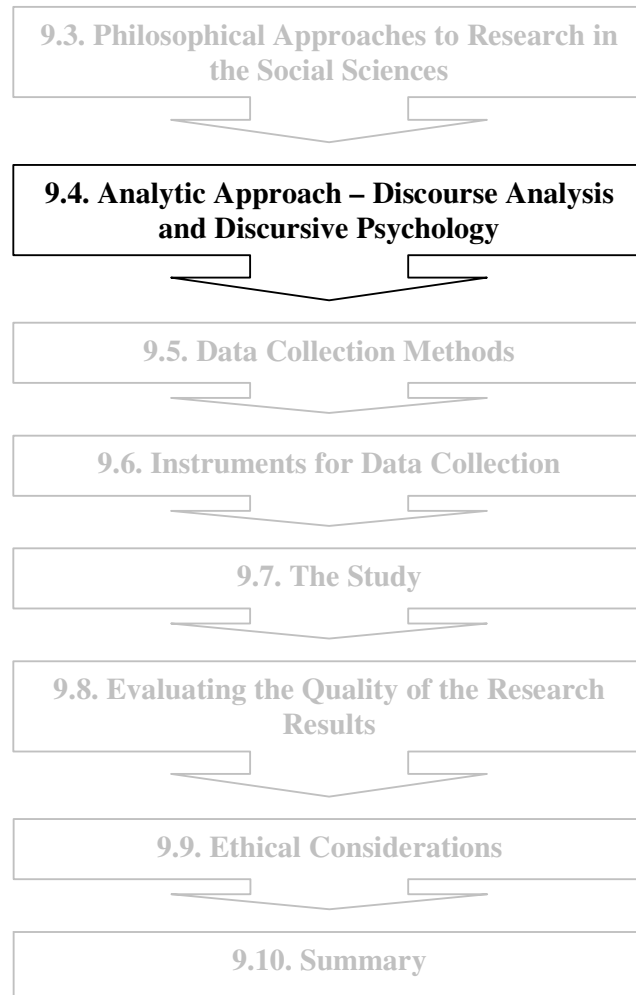 9.3. Philosophical Approaches to Research in
the Social Sciences
9.4. Analytic Approach – Discourse Analysis
and Discursive Psychology
9.5. Data Collection Methods
9.6. Instruments for Data Collection
9.7. The Study
9.8. Evaluating the Quality of the Research
Results
9.9. Ethical Considerations
9.10. Summary